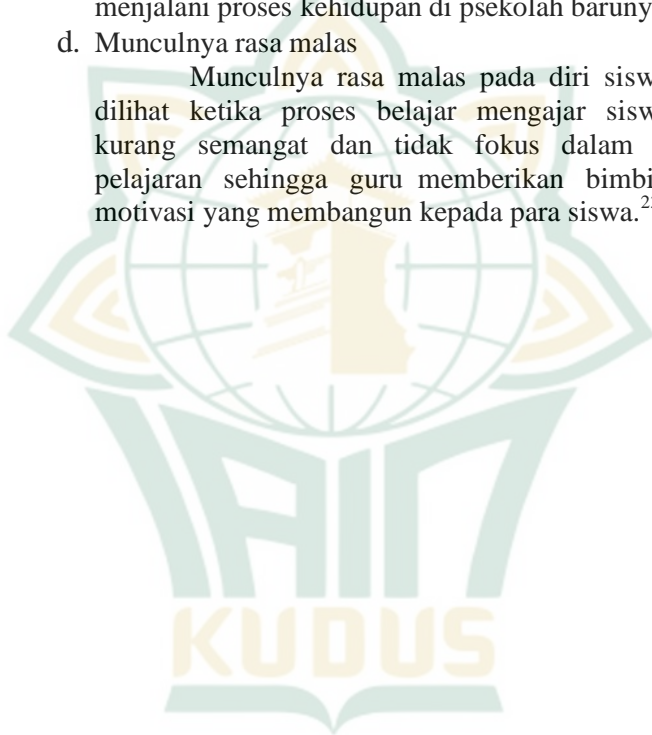 menjalani proses kehidupan di psekolah baruny
d. Munculnya rasa malas
Munculnya rasa malas pada diri sisw
dilihat ketika proses belajar mengajar sisw
kurang semangat dan tidak fokus dalam
pelajaran sehingga guru memberikan bimbi
motivasi yang membangun kepada para siswa.
IAIN
KUDUS